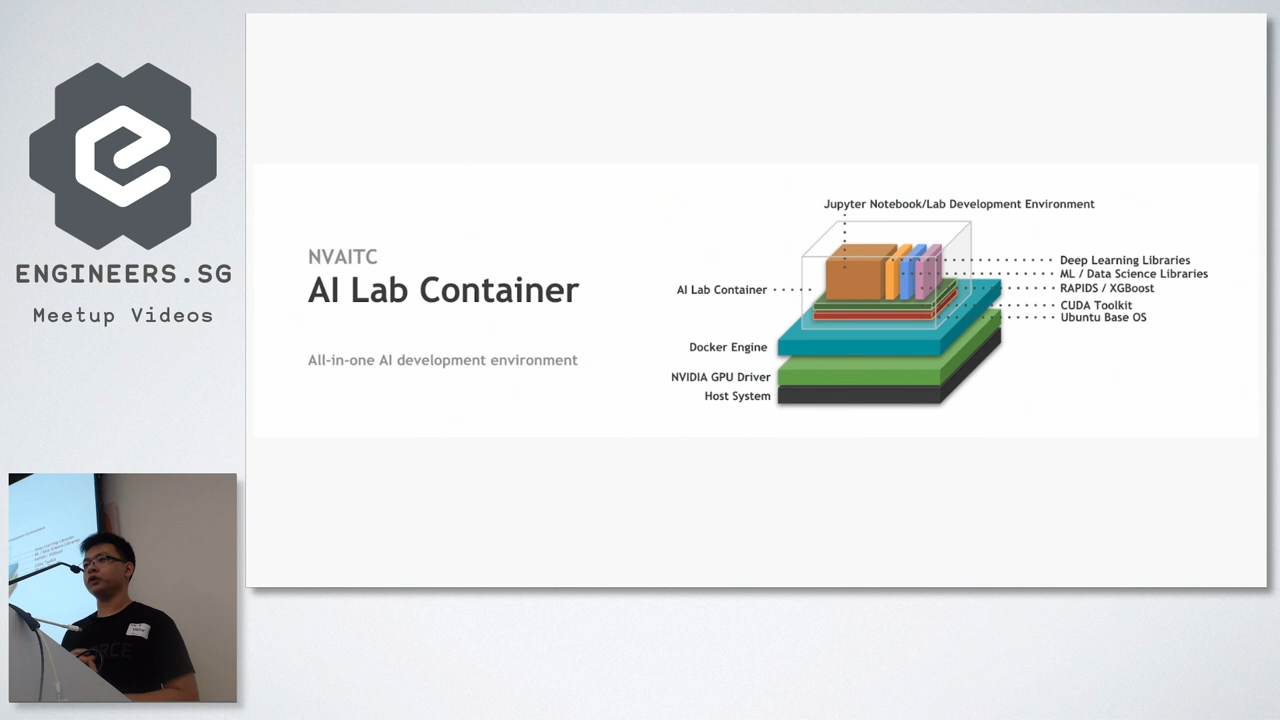 ENGINEERS.SG
Meetup Videos
NVAITC
AI Lab Container
All-in-one AI development environment
Jupyter Notebook/Lab Development Environment
AI Lab Container
Docker Engine
NVIDIA GPU Driver
Host System
Deep Learning Libraries
ML / Data Science Libraries
RAPIDS / XGBoost
CUDA Toolkit
Ubuntu Base OS